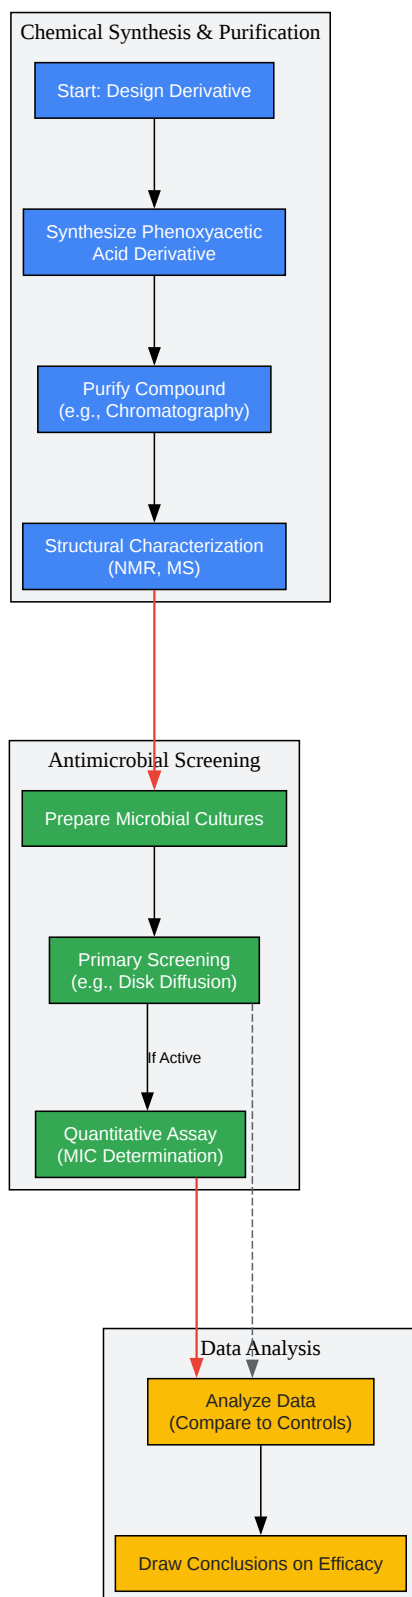 Chemical Synthesis & Purification
Start: Design Derivative
Synthesize Phenoxyacetic
Acid Derivative
Purify Compound
(e.g., Chromatography)
Structural Characterization
(NMR, MS)
Antimicrobial Screening
Prepare Microbial Cultures
Primary Screening
(e.g., Disk Diffusion)
If Active
Quantitative Assay
(MIC Determination)
Data Analysis
Analyze Data
(Compare to Controls)
Draw Conclusions on Efficacy